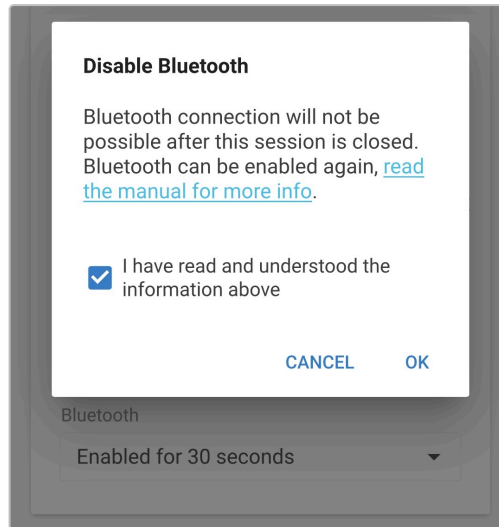 Disable Bluetooth
Bluetooth connection will not be
possible after this session is closed.
Bluetooth can be enabled again, read
the manual for more info.
I have read and understood the
information above
CANCEL OK
Bluetooth
Enabled for 30 seconds